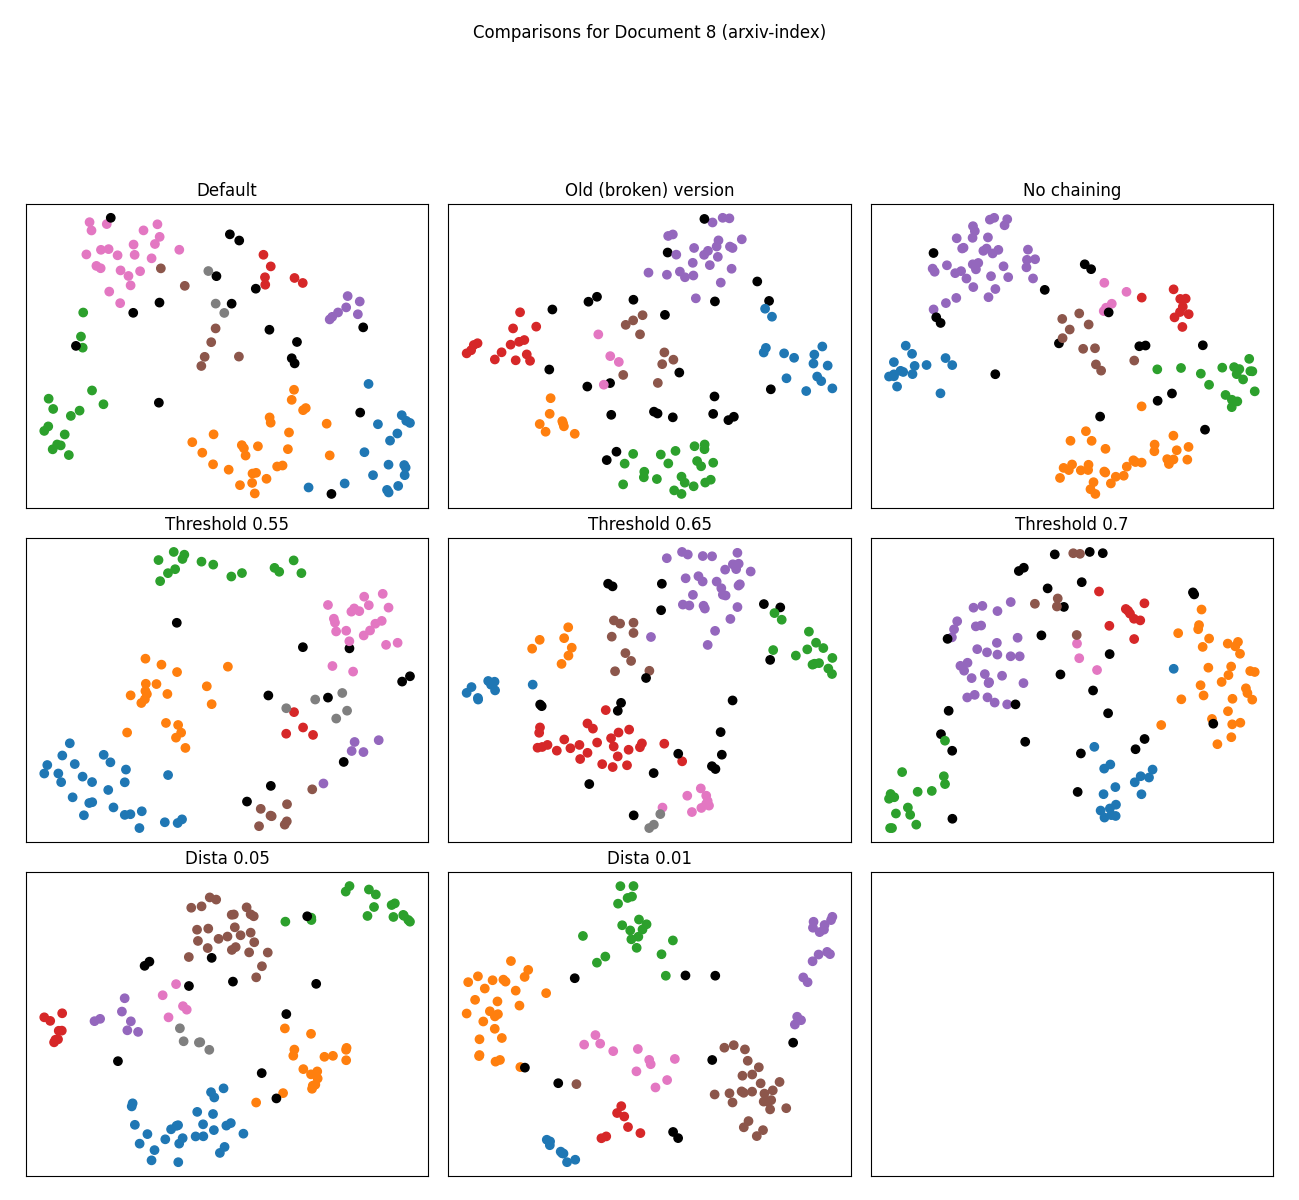 Comparisons for Document 8 (arxiv-index)
Default
Old (broken) version
No chaining
Threshold 0.55
Threshold 0.65
Threshold 0.7
Dista 0.05
Dista 0.01